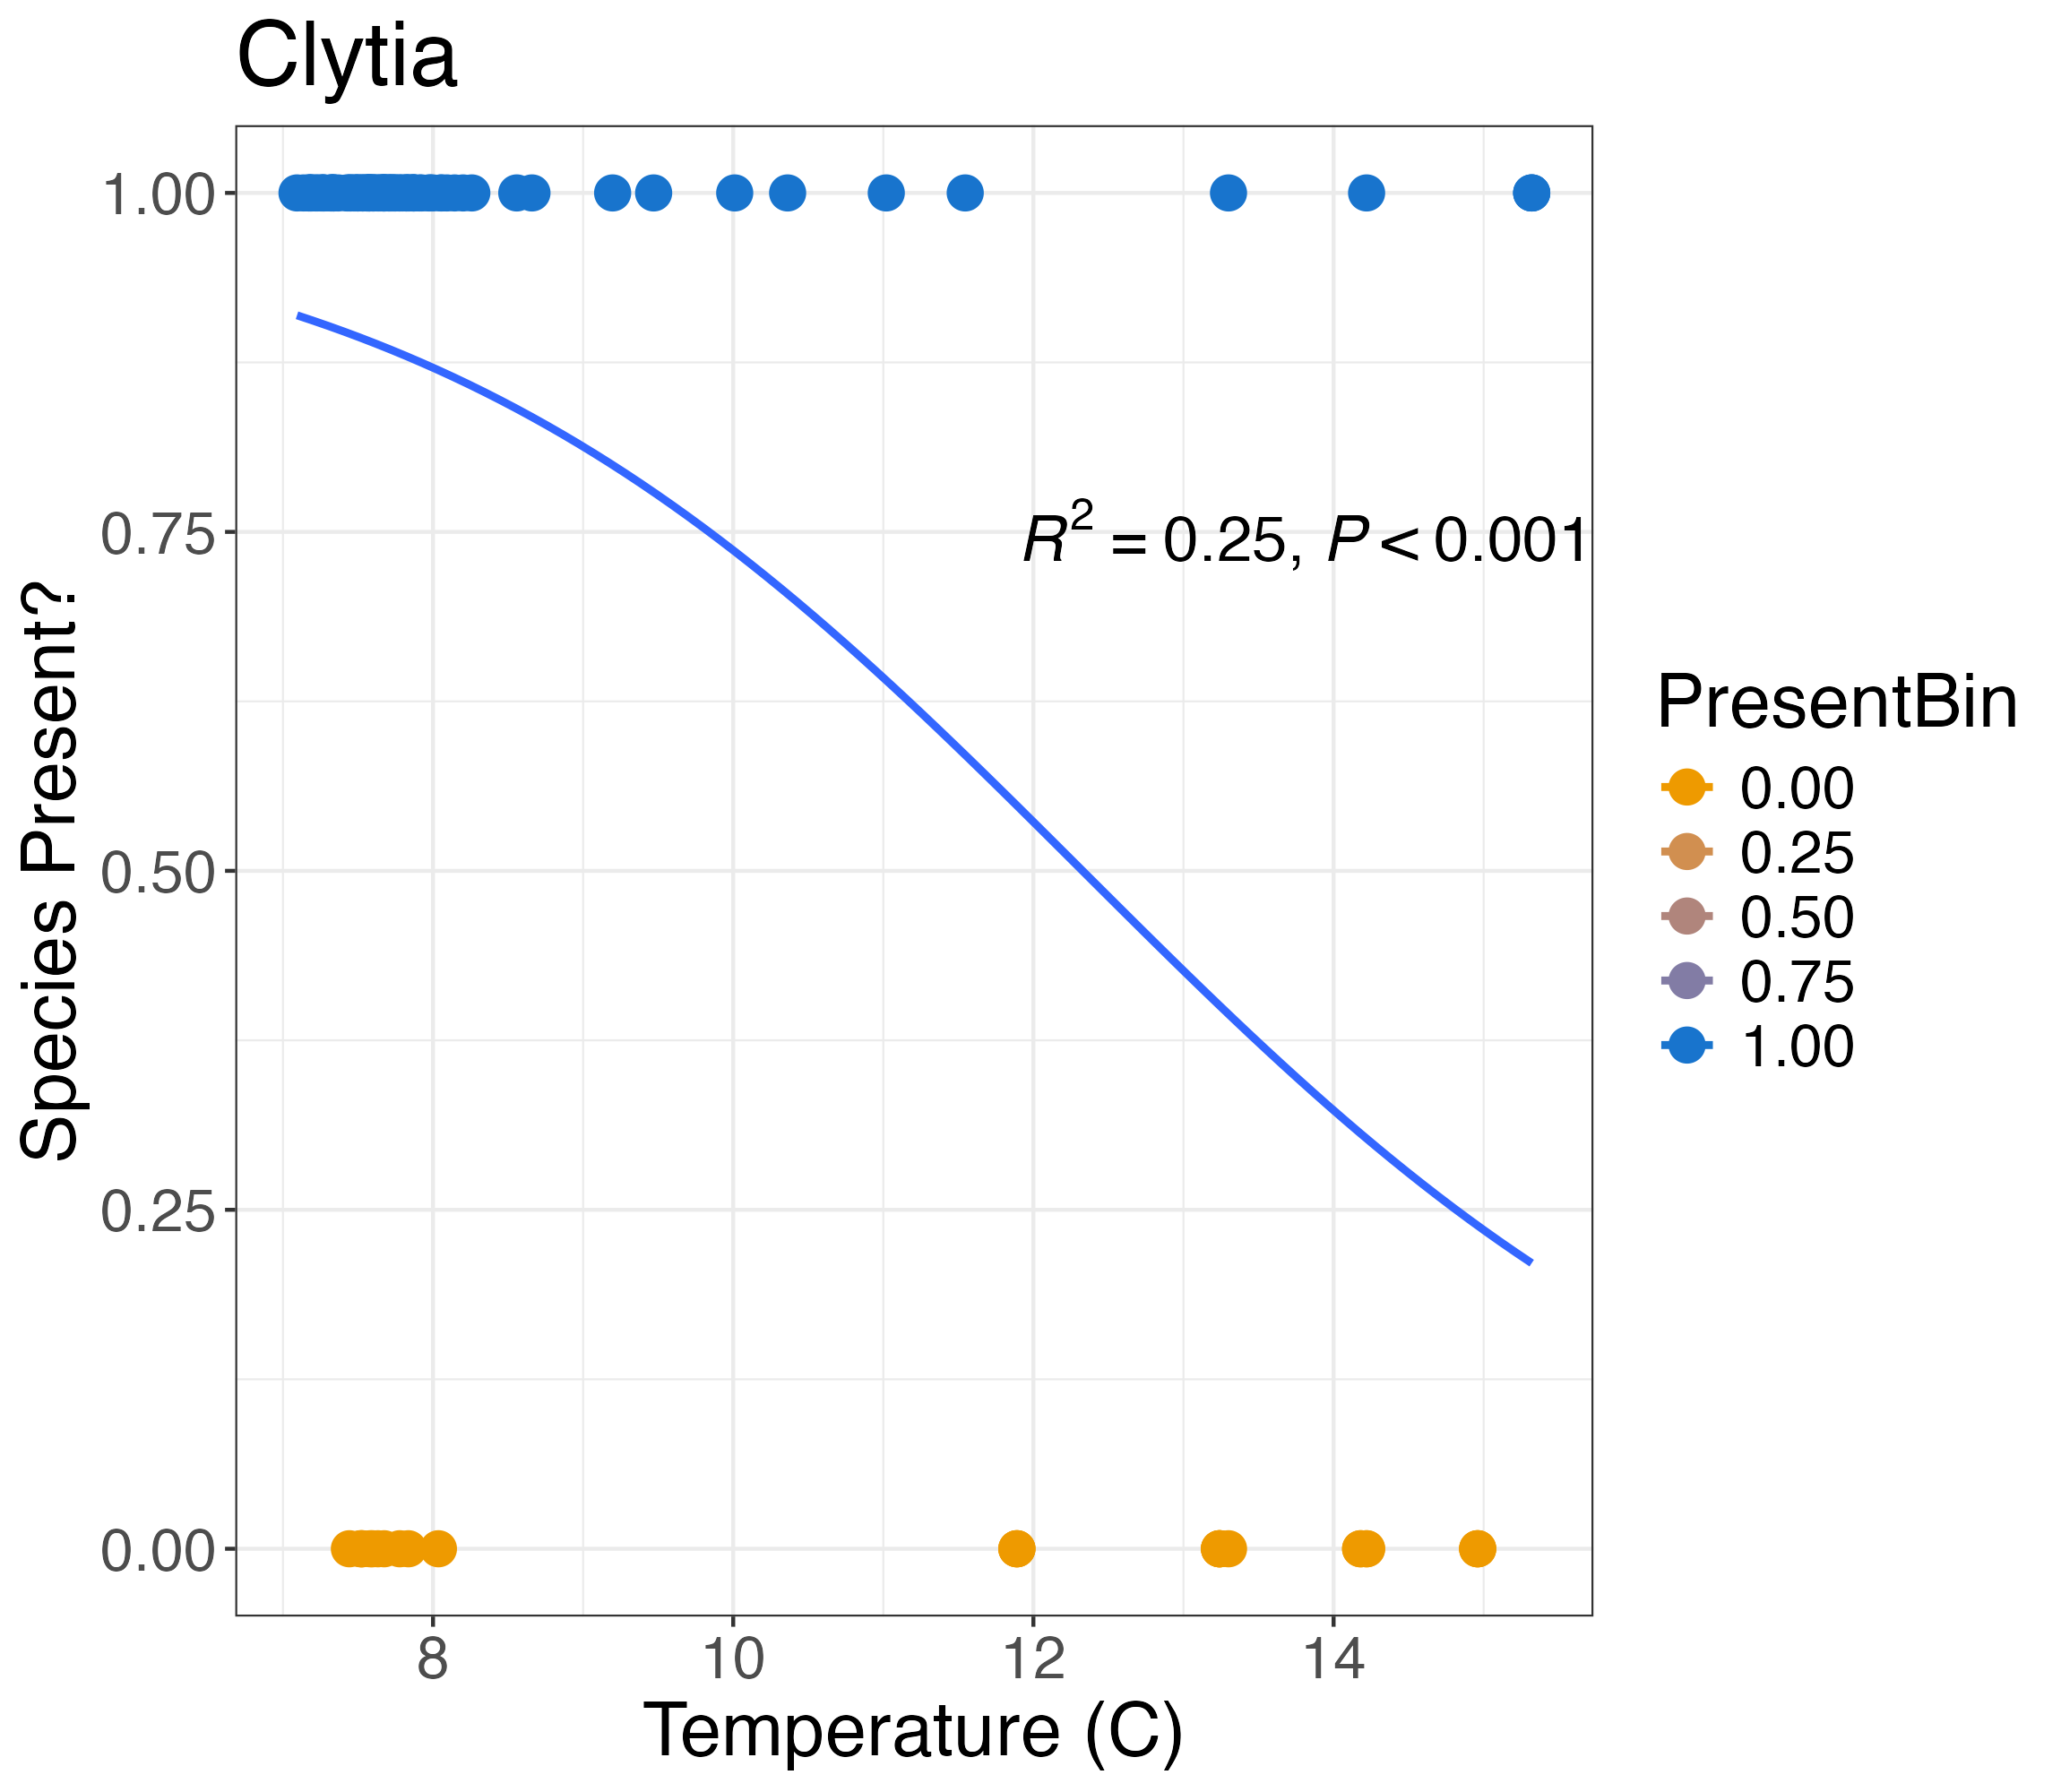 Clytia
Species Present?
1.00
0.75
0.50
0.25
0.00
R² = 0.25, P < 0.001
8 10 12 14
Temperature (C)
PresentBin
0.00
0.25
0.50
0.75
1.00